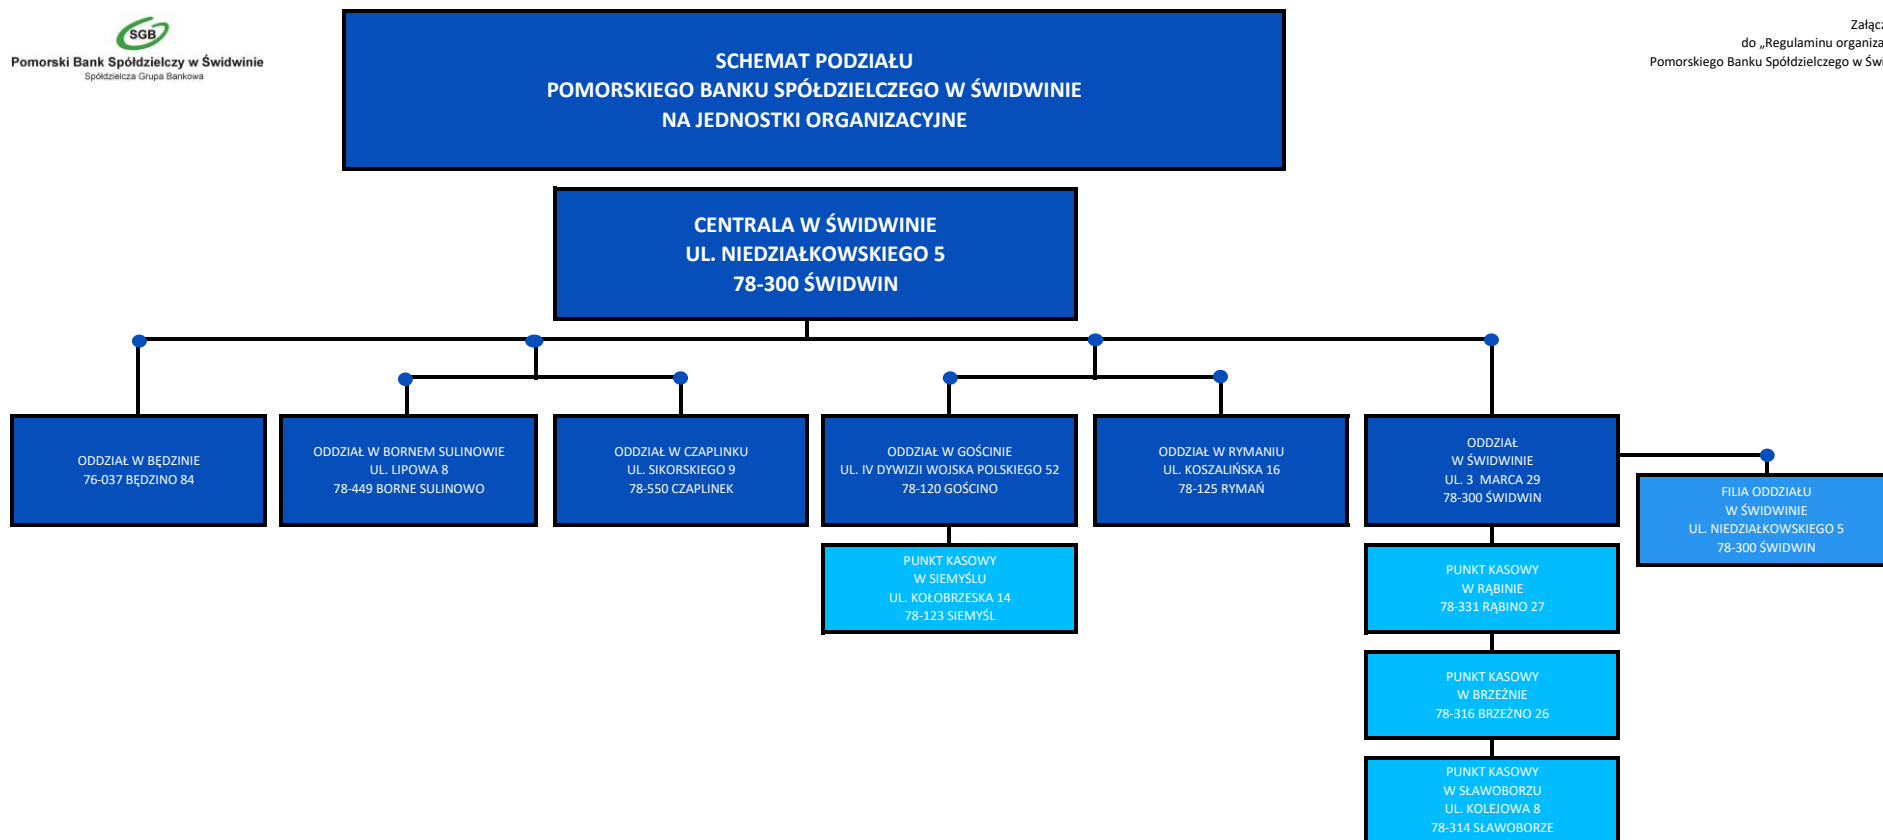 SGB
Pomorski Bank Spółdzielczy w Świdwinie
Spółdzielcza Grupa Bankowa
SCHEMAT PODZIAŁU
POMORSKIEGO BANKU SPÓŁDZIELCZEGO W ŚWIDWINIE
NA JEDNOSTKI ORGANIZACYJNE
do „Regulaminu
Pomorskiego Banku Spółdzielczego w
CENTRALA W ŚWIDWINIE
UL. NIEDZIAŁKOWSKIEGO 5
78-300 ŚWIDWIN
ODDZIAŁ W BĘDZINIE
76-037 BĘDZINO 84
ODDZIAŁ W BORNEM SULINOWIE
UL. LIPOWA 8
78-449 BORNE SULINOWO
ODDZIAŁ W CZAPLINKU
UL. SIKORSKIEGO 9
78-550 CZAPLINEK
ODDZIAŁ W GOŚCINIE
UL. IV DYWIZJI WOJSKA POLSKIEGO 52
78-120 GOŚCINO
ODDZIAŁ W RYMANIU
UL. KOSZALIŃSKA 16
78-125 RYMAŃ
ODDZIAŁ
W ŚWIDWINIE
UL. 3 MARCA 29
78-300 ŚWIDWIN
FILIA ODDZIAŁU
W ŚWIDWINIE
UL. NIEDZIAŁKOWSKIEGO 5
78-300 ŚWIDWIN
PUNKT KASOWY
W SIEMYŚLU
UL. KOŁOBRZESKA 14
78-123 SIEMYŚL
PUNKT KASOWY
W RĄBINIE
78-331 RĄBINO 27
PUNKT KASOWY
W BRZEŹNIE
78-316 BRZEŻNO 26
PUNKT KASOWY
W SŁAWOBORZU
UL. KOLEJOWA 8
78-314 SŁAWOBORZE